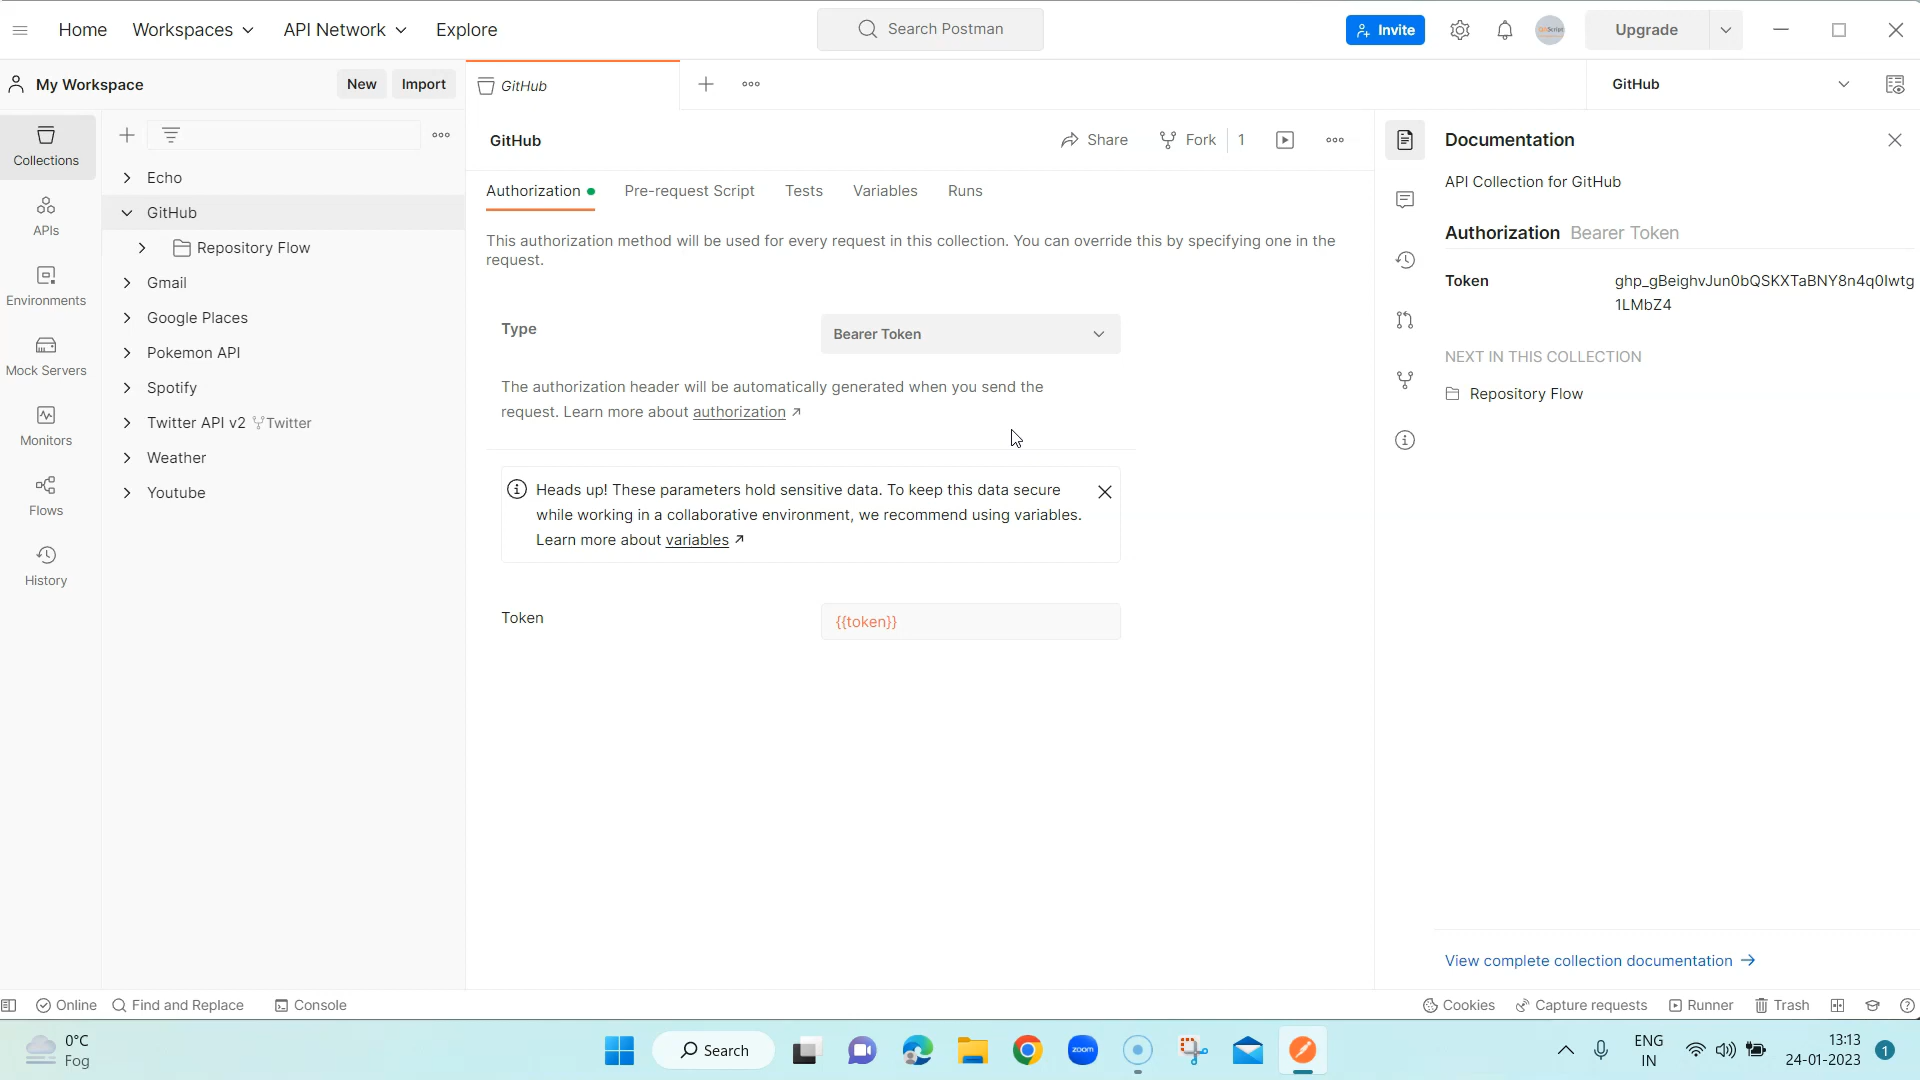 Home Workspaces API Network Explore Search Postman Invite Upgrade
My Workspace New Import GitHub GitHub
Collections
APIs
Environments
Mock Servers
Monitors
Flows
History
Echo
GitHub
Repository Flow
Gmail
Google Places
Pokemon API
Spotify
Twitter API v2 Twitter
Weather
Youtube
GitHub Share Fork 1
Authorization Pre-request Script Tests Variables Runs
This authorization method will be used for every request in this collection. You can override this by specifying one in the
request.
Type Bearer Token
The authorization header will be automatically generated when you send the
request. Learn more about authorization
Heads up! These parameters hold sensitive data. To keep this data secure
while working in a collaborative environment, we recommend using variables.
Learn more about variables
Token {{token}}
Documentation
API Collection for GitHub
Authorization Bearer Token
Token ghp_gBeighvJun0bQSKXTaBNY8n4q0Iwtg
1LMbZ4
NEXT IN THIS COLLECTION
Repository Flow
View complete collection documentation
Online Find and Replace Console Cookies Capture requests Runner Trash
0°C
Fog
Search
zoom
ENG
IN
13:13
24-01-2023
1